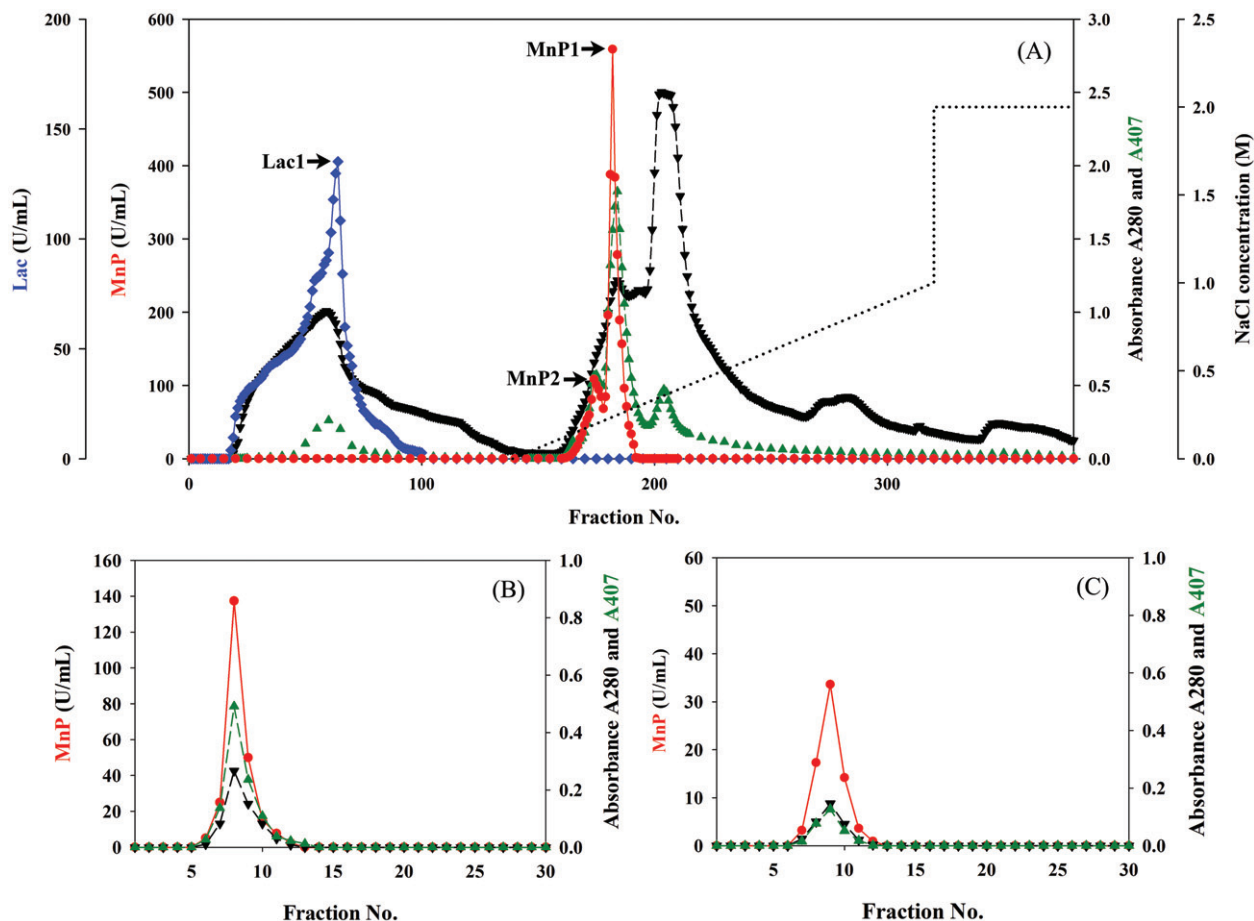 200 600 3.0 2.5
(A)
MnP1
500 2.5 2.0
150
400 2.0
Lac1
1.5
100 300 1.5
Lac (U/mL)
MnP (U/mL)
Absorbance A280 and A407
NaCl concentration (M)
1.0
200 1.0
50
MnP2
100 0.5 0.5
0 0 0.0 0.0
0 100 200 300
Fraction No.
160 1.0
(B)
140
120 0.8
100 0.6
80
60 0.4
40 0.2
20
0 0.0
MnP (U/mL)
Absorbance A280 and A407
0 5 10 15 20 25 30
Fraction No.
60 1.0
(C)
50 0.8
40 0.6
30
20 0.4
10 0.2
0 0.0
MnP (U/mL)
Absorbance A280 and A407
5 10 15 20 25 30
Fraction No.